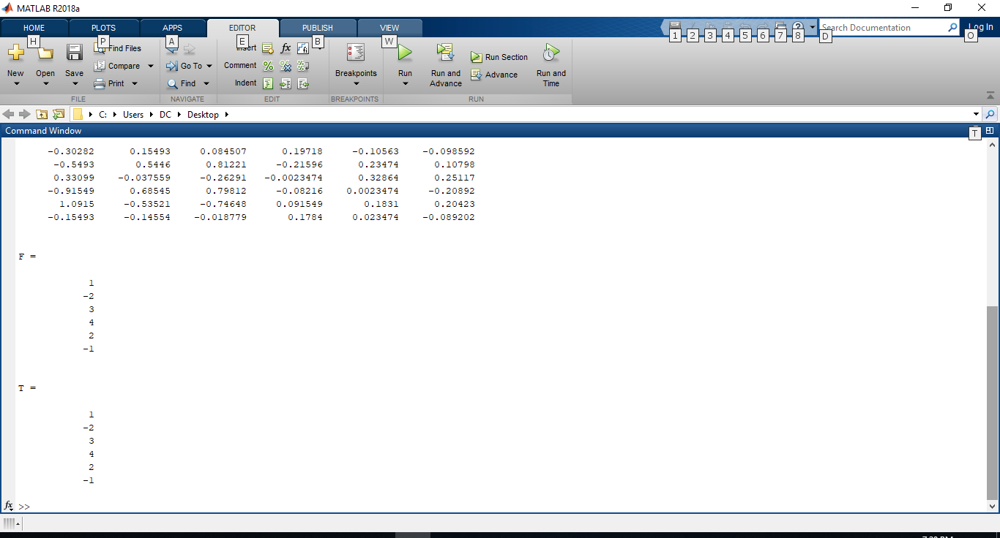 MATLAB R2018a
HOME PLOTS APPS EDITOR PUBLISH VIEW
Search Documentation
Log In
H P A E B W 1 2 3 4 5 6 7 8 D O
New
Open
Save
Find Files
Compare
Print
FILE
Go To
Find
NAVIGATE
Insert fx
Comment
Indent
EDIT
Breakpoints
BREAKPOINTS
Run
Run and Advance
Run Section
Advance
Run and Time
RUN
C: Users DC Desktop
Command Window
T
-0.30282 0.15493 0.084507 0.19718 -0.10563 -0.098592
-0.5493 0.5446 0.81221 -0.21596 0.23474 0.10798
0.33099 -0.037559 -0.26291 -0.0023474 0.32864 0.25117
-0.91549 0.68545 0.79812 -0.08216 0.0023474 -0.20892
1.0915 -0.53521 -0.74648 0.091549 0.1831 0.20423
-0.15493 -0.14554 -0.018779 0.1784 0.023474 -0.089202
F =
1
-2
3
4
2
-1
T =
1
-2
3
4
2
-1
fx >>